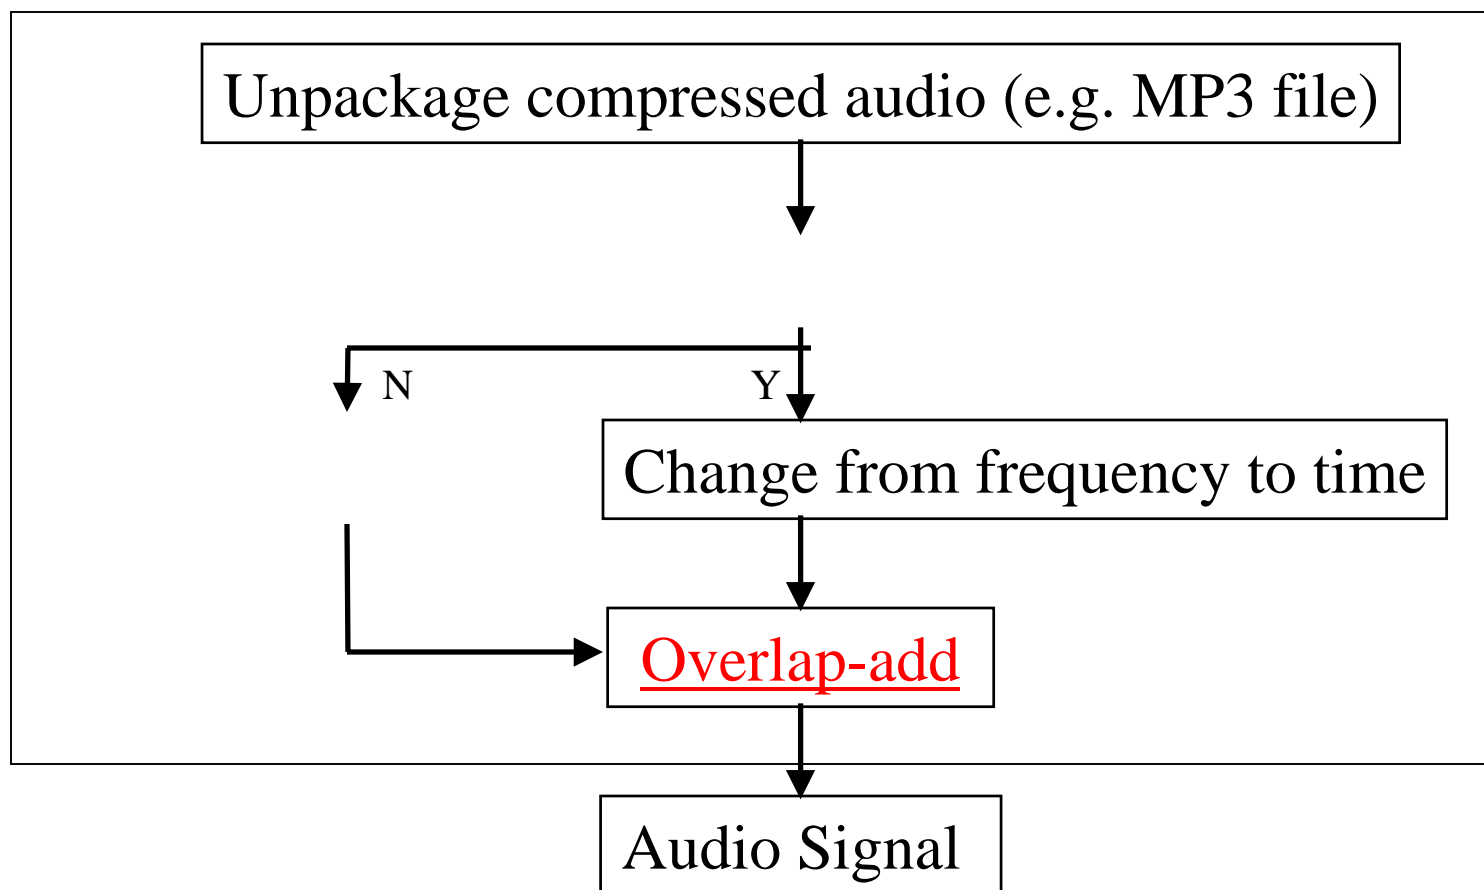 Unpackage compressed audio (e.g. MP3 file)
N
Y
Change from frequency to time
Overlap-add
Audio Signal